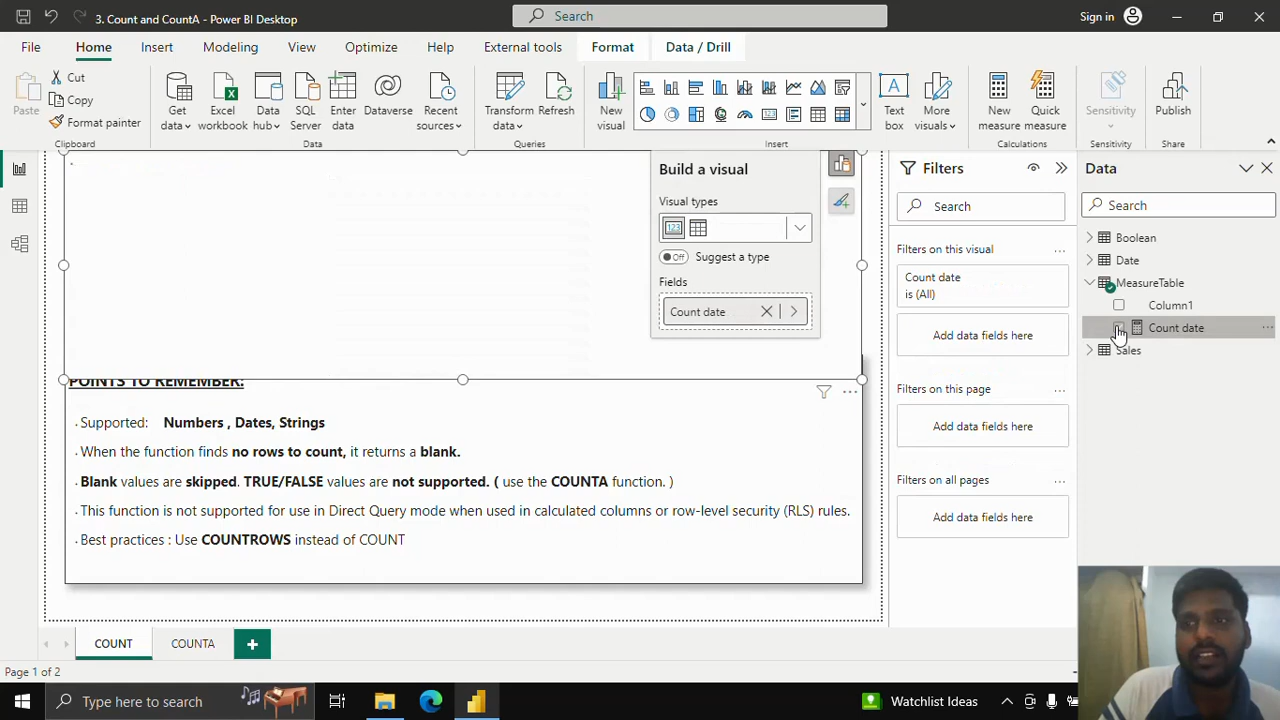 3. Count and CountA - Power BI Desktop
Search
Sign in
File
Home
Insert
Modeling
View
Optimize
Help
External tools
Format
Data / Drill
Paste
Cut
Copy
Format painter
Clipboard
Get data
Excel workbook
Data hub
SQL Server
Enter data
Dataverse
Recent sources
Data
Transform data
Refresh
Queries
New visual
Text box
More visuals
Insert
New measure
Quick measure
Calculations
Sensitivity
Sensitivity
Publish
Share
Build a visual
Visual types
123
Off Suggest a type
Fields
Count date
POINTS TO REMEMBER:
Supported: Numbers , Dates, Strings
When the function finds no rows to count, it returns a blank.
Blank values are skipped. TRUE/FALSE values are not supported. ( use the COUNTA function. )
This function is not supported for use in Direct Query mode when used in calculated columns or row-level security (RLS) rules.
Best practices : Use COUNTROWS instead of COUNT
Filters
Search
Filters on this visual
Count date
is (All)
Add data fields here
Filters on this page
Add data fields here
Filters on all pages
Add data fields here
Data
Search
Boolean
Date
MeasureTable
Column1
Count date
Sales
COUNT
COUNTA
Page 1 of 2
Type here to search
Watchlist Ideas